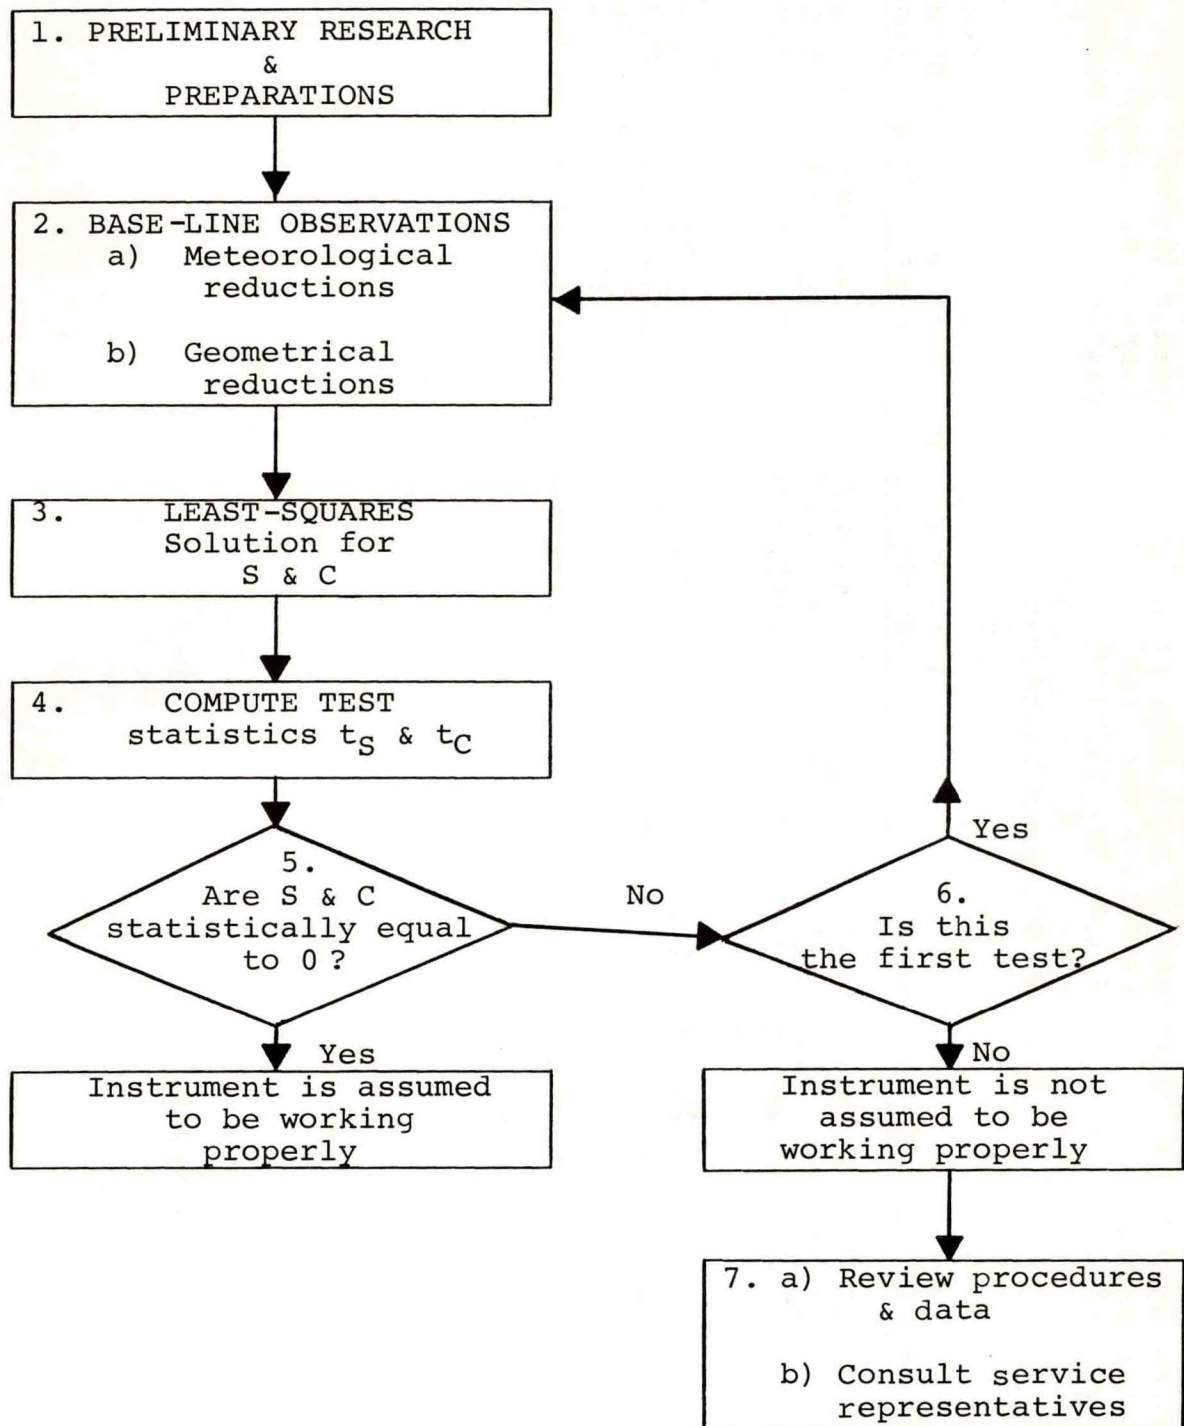 1. PRELIMINARY RESEARCH
&
PREPARATIONS
2. BASE-LINE OBSERVATIONS
a) Meteorological
reductions
b) Geometrical
reductions
3. LEAST-SQUARES
Solution for
S & C
4. COMPUTE TEST
statistics tS & tC
5.
Are S & C
statistically equal
to 0?
No
Yes
Instrument is assumed
to be working
properly
6.
Is this
the first test?
Yes
No
Instrument is not
assumed to be
working properly
7. a) Review procedures
& data
b) Consult service
representatives